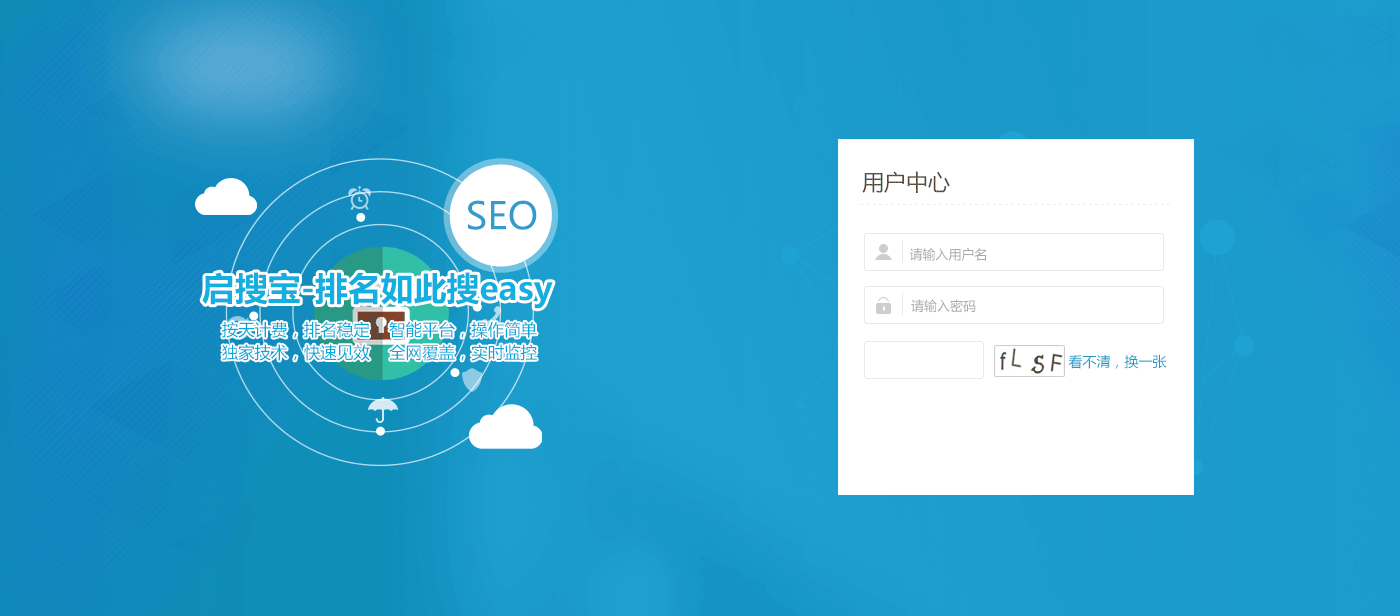 SEO
启搜宝-排名如此搜easy
按天计费，排名稳定 智能平台，操作简单
独家技术，快速见效 全网覆盖，实时监控
用户中心
请输入用户名
请输入密码
fLSF 看不清，换一张